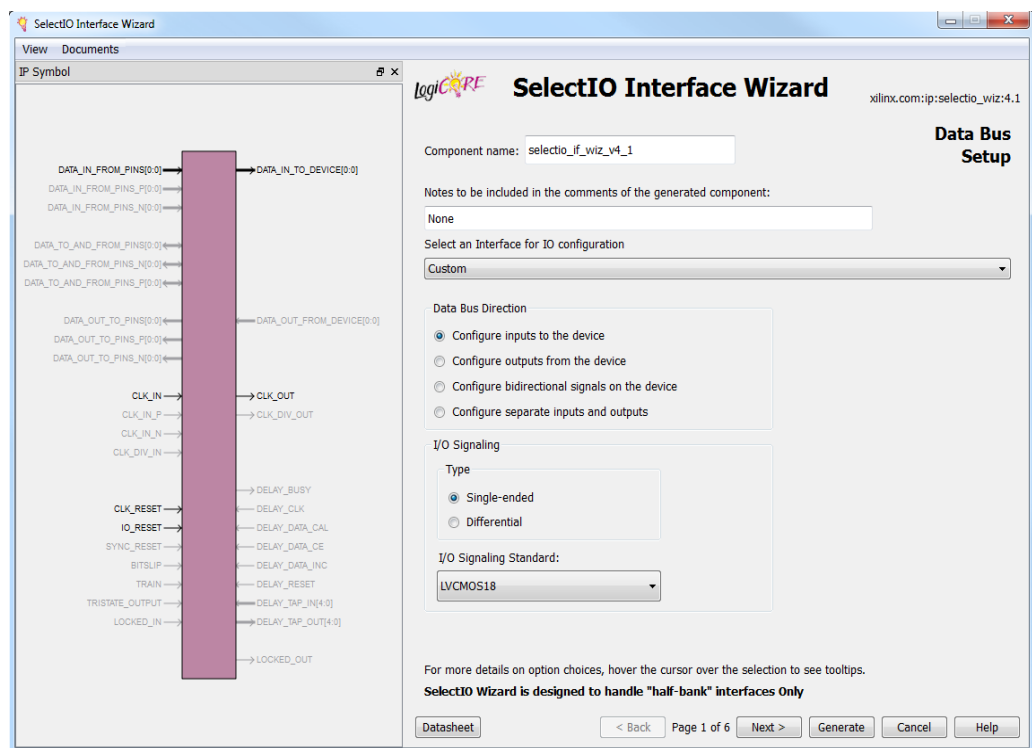 SelectIO Interface Wizard
View Documents
IP Symbol
DATA_IN_FROM_PINS[0:0]
DATA_IN_TO_DEVICE[0:0]
DATA_IN_FROM_PINS_P[0:0]
DATA_IN_FROM_PINS_N[0:0]
DATA_TO_AND_FROM_PINS[0:0]
DATA_TO_AND_FROM_PINS_N[0:0]
DATA_TO_AND_FROM_PINS_P[0:0]
DATA_OUT_TO_PINS[0:0]
DATA_OUT_FROM_DEVICE[0:0]
DATA_OUT_TO_PINS_P[0:0]
DATA_OUT_TO_PINS_N[0:0]
CLK_IN
CLK_OUT
CLK_IN_P
CLK_DIV_OUT
CLK_IN_N
CLK_DIV_IN
DELAY_BUSY
CLK_RESET
DELAY_CLK
IO_RESET
DELAY_DATA_CAL
SYNC_RESET
DELAY_DATA_CE
BITSLIP
DELAY_DATA_INC
TRAIN
DELAY_RESET
TRISTATE_OUTPUT
DELAY_TAP_IN[4:0]
LOCKED_IN
DELAY_TAP_OUT[4:0]
LOCKED_OUT
logiCORE
SelectIO Interface Wizard
xilinx.com:ip:selectio_wiz:4.1
Data Bus
Setup
Component name: selectio_if_wiz_v4_1
Notes to be included in the comments of the generated component:
None
Select an Interface for IO configuration
Custom
Data Bus Direction
Configure inputs to the device
Configure outputs from the device
Configure bidirectional signals on the device
Configure separate inputs and outputs
I/O Signaling
Type
Single-ended
Differential
I/O Signaling Standard:
LVCMOS18
For more details on option choices, hover the cursor over the selection to see tooltips.
SelectIO Wizard is designed to handle "half-bank" interfaces Only
Datasheet
< Back Page 1 of 6 Next > Generate Cancel Help